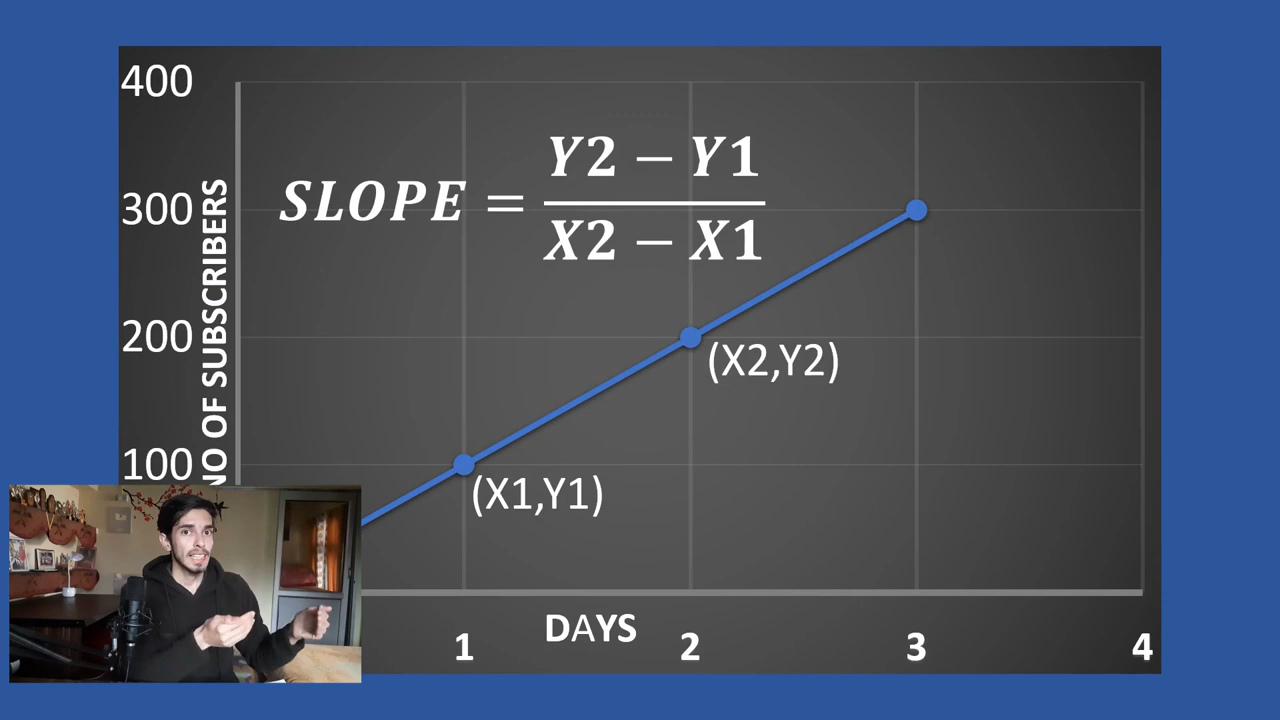 400
SLOPE = Y2 − Y1
X2 − X1
300
NO OF SUBSCRIBERS
200
(X2,Y2)
100
(X1,Y1)
DAYS
1
2
3
4